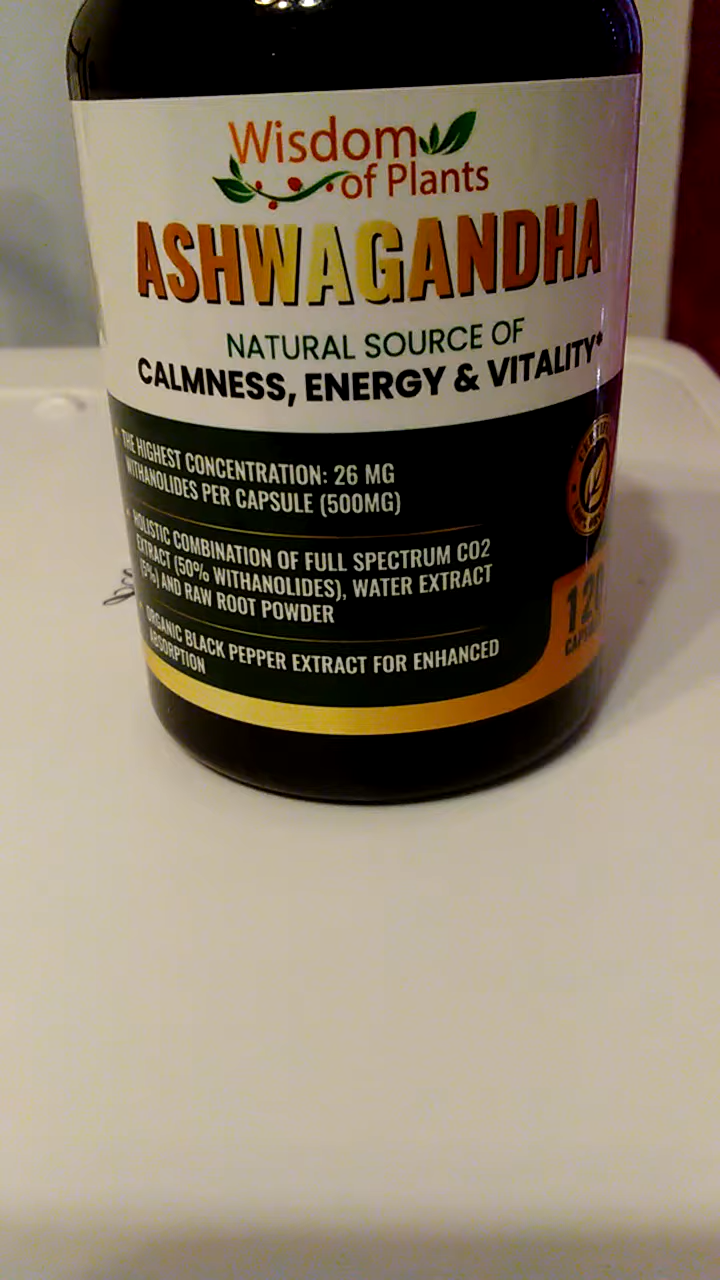 Wisdom
of Plants
ASHWAGANDHA
NATURAL SOURCE OF
CALMNESS, ENERGY & VITALITY*
THE HIGHEST CONCENTRATION: 26 MG
WITHANOLIDES PER CAPSULE (500MG)
HOLISTIC COMBINATION OF FULL SPECTRUM CO2
EXTRACT (50% WITHANOLIDES), WATER EXTRACT
(5%) AND RAW ROOT POWDER
ORGANIC BLACK PEPPER EXTRACT FOR ENHANCED
ABSORPTION
120